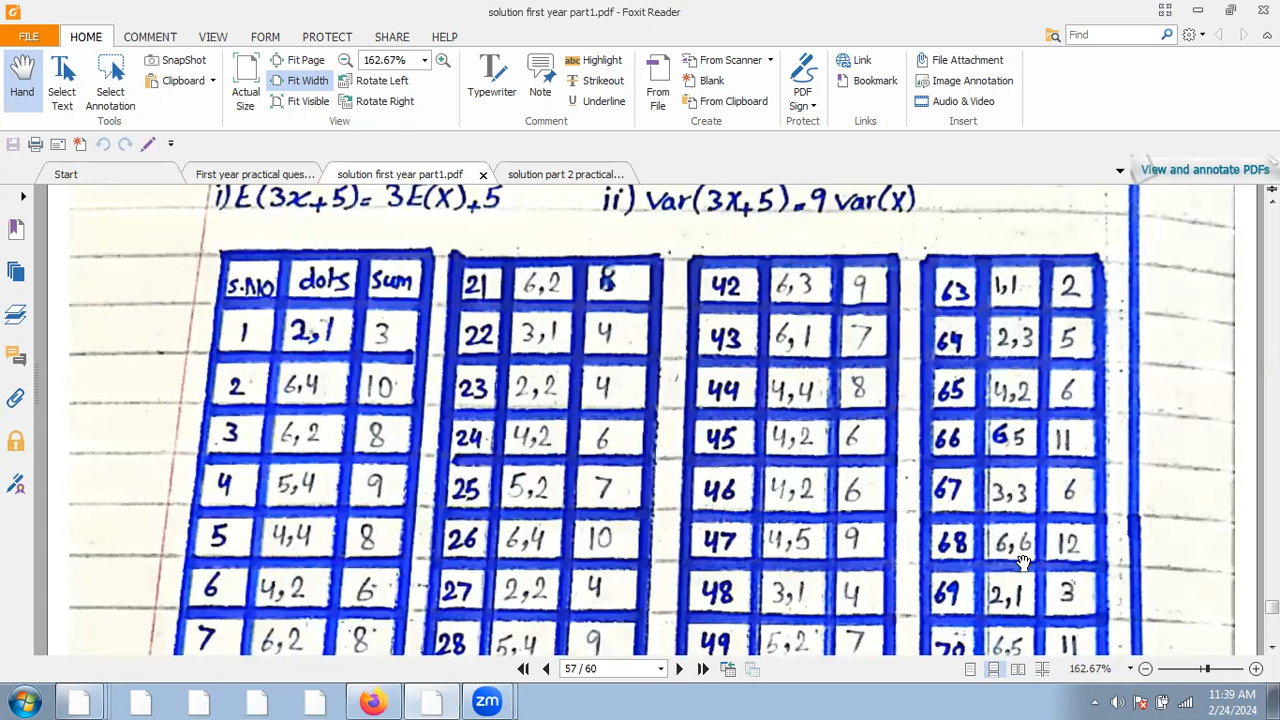 solution first year part1.pdf - Foxit Reader
FILE HOME COMMENT VIEW FORM PROTECT SHARE HELP Find
Hand Select Text Select Annotation SnapShot Clipboard Tools
Actual Size Fit Page Fit Width Fit Visible 162.67% Rotate Left Rotate Right View
Typewriter Note Highlight Strikeout Underline Comment
From File From Scanner Blank From Clipboard Create
PDF Sign Protect
Link Bookmark Links
File Attachment Image Annotation Audio & Video Insert
Start First year practical ques... solution first year part1.pdf solution part 2 practical... View and annotate PDFs
i) E(3x+5) = 3E(X)+5 ii) var(3x+5) = 9 var(x)
s.No dots sum 21 6,2 8 42 6,3 9 63 1,1 2
1 2,1 3 22 3,1 4 43 6,1 7 64 2,3 5
2 6,4 10 23 2,2 4 44 4,4 8 65 4,2 6
3 6,2 8 24 4,2 6 45 4,2 6 66 6,5 11
4 5,4 9 25 5,2 7 46 4,2 6 67 3,3 6
5 4,4 8 26 6,4 10 47 4,5 9 68 6,6 12
6 4,2 6 27 2,2 4 48 3,1 4 69 2,1 3
7 6,2 8 28 5,4 9 49 5,2 7 70 6,5 11
57 / 60 162.67%
zm 11:39 AM
2/24/2024